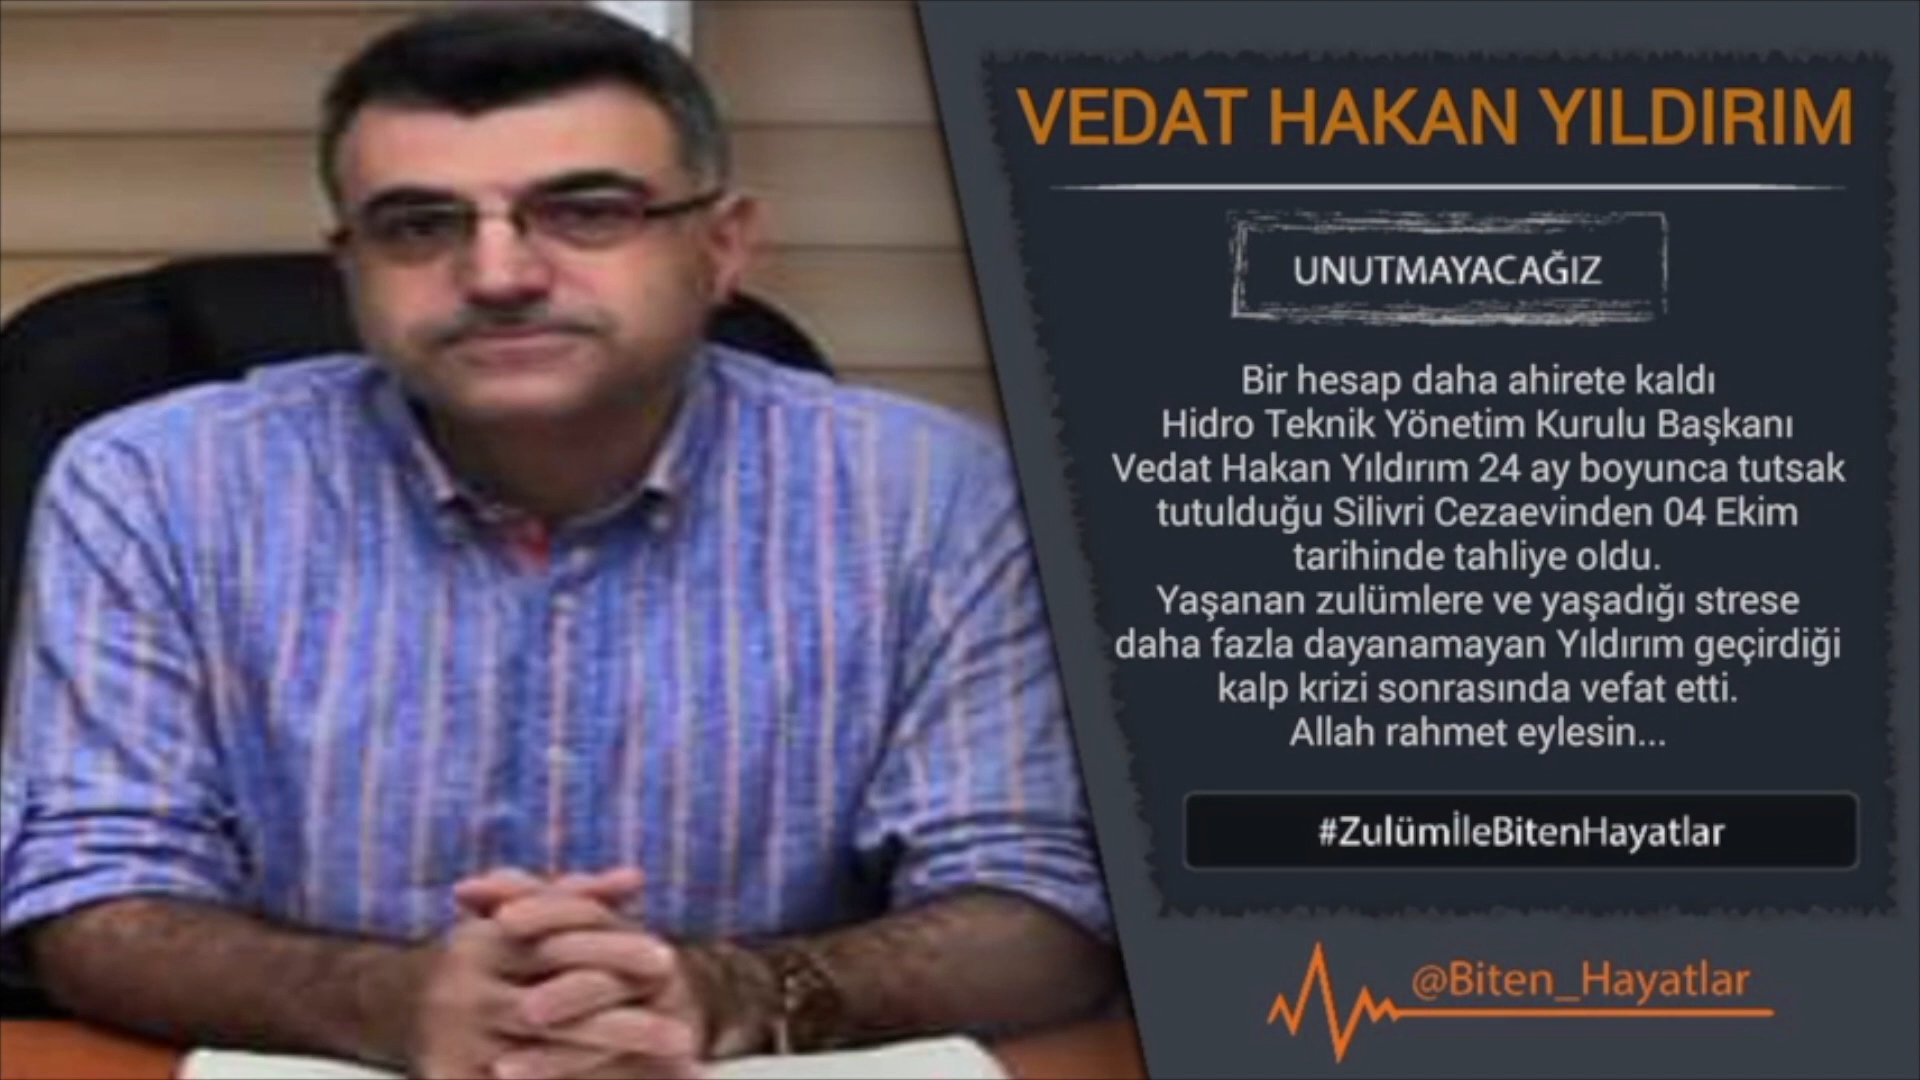 VEDAT HAKAN YILDIRIM
UNUTMAYACAĞIZ
Bir hesap daha ahirete kaldı
Hidro Teknik Yönetim Kurulu Başkanı
Vedat Hakan Yıldırım 24 ay boyunca tutsak
tutulduğu Silivri Cezaevinden 04 Ekim
tarihinde tahliye oldu.
Yaşanan zulümlere ve yaşadığı strese
daha fazla dayanamayan Yıldırım geçirdiği
kalp krizi sonrasında vefat etti.
Allah rahmet eylesin...
#ZulümİleBitenHayatlar
@Biten_Hayatlar